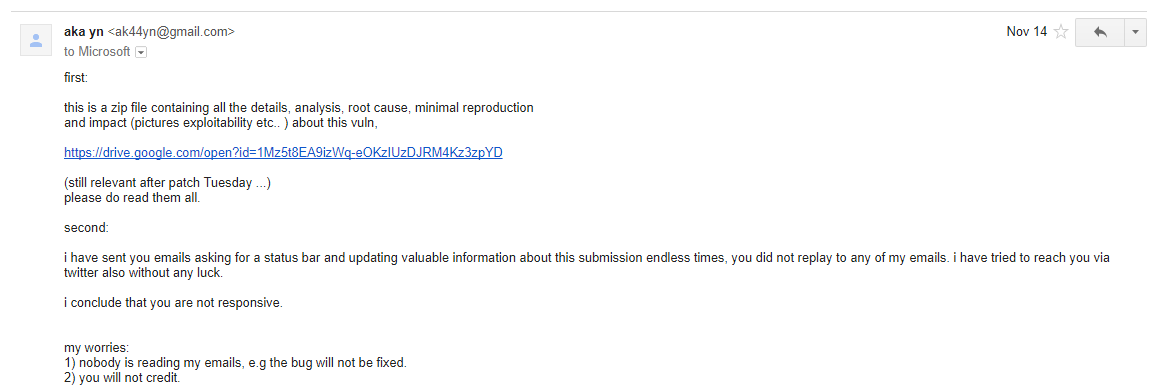 aka yn <ak44yn@gmail.com>
Nov 14
to Microsoft
first:
this is a zip file containing all the details, analysis, root cause, minimal reproduction
and impact (pictures exploitability etc.. ) about this vuln,
https://drive.google.com/open?id=1Mz5t8EA9izWq-eOKzIUzDJRM4Kz3zpYD
(still relevant after patch Tuesday ...)
please do read them all.
second:
i have sent you emails asking for a status bar and updating valuable information about this submission endless times, you did not replay to any of my emails. i have tried to reach you via
twitter also without any luck.
i conclude that you are not responsive.
my worries:
1) nobody is reading my emails, e.g the bug will not be fixed.
2) you will not credit.